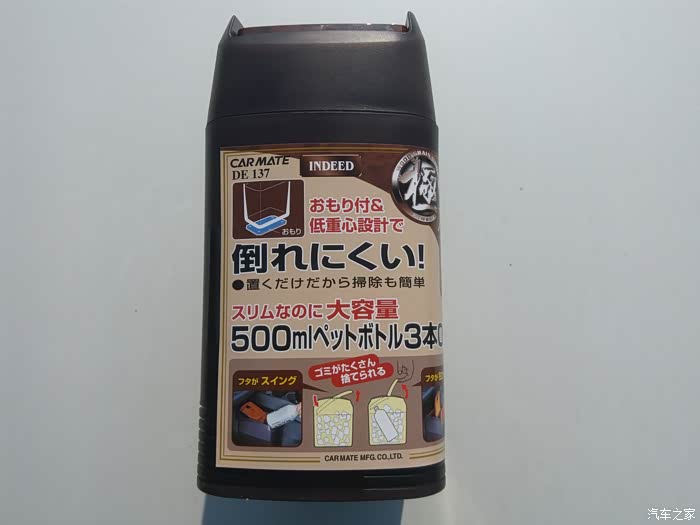 CARMATE
DE 137
INDEED
極
おもり
おもり付&
低重心設計で
倒れにくい!
●置くだけだから掃除も簡単
スリムなのに大容量
500mlペットボトル3本
ゴミがたくさん
捨てられる
フタがスイング
フタが
CAR MATE MFG.CO.,LTD.
汽车之家